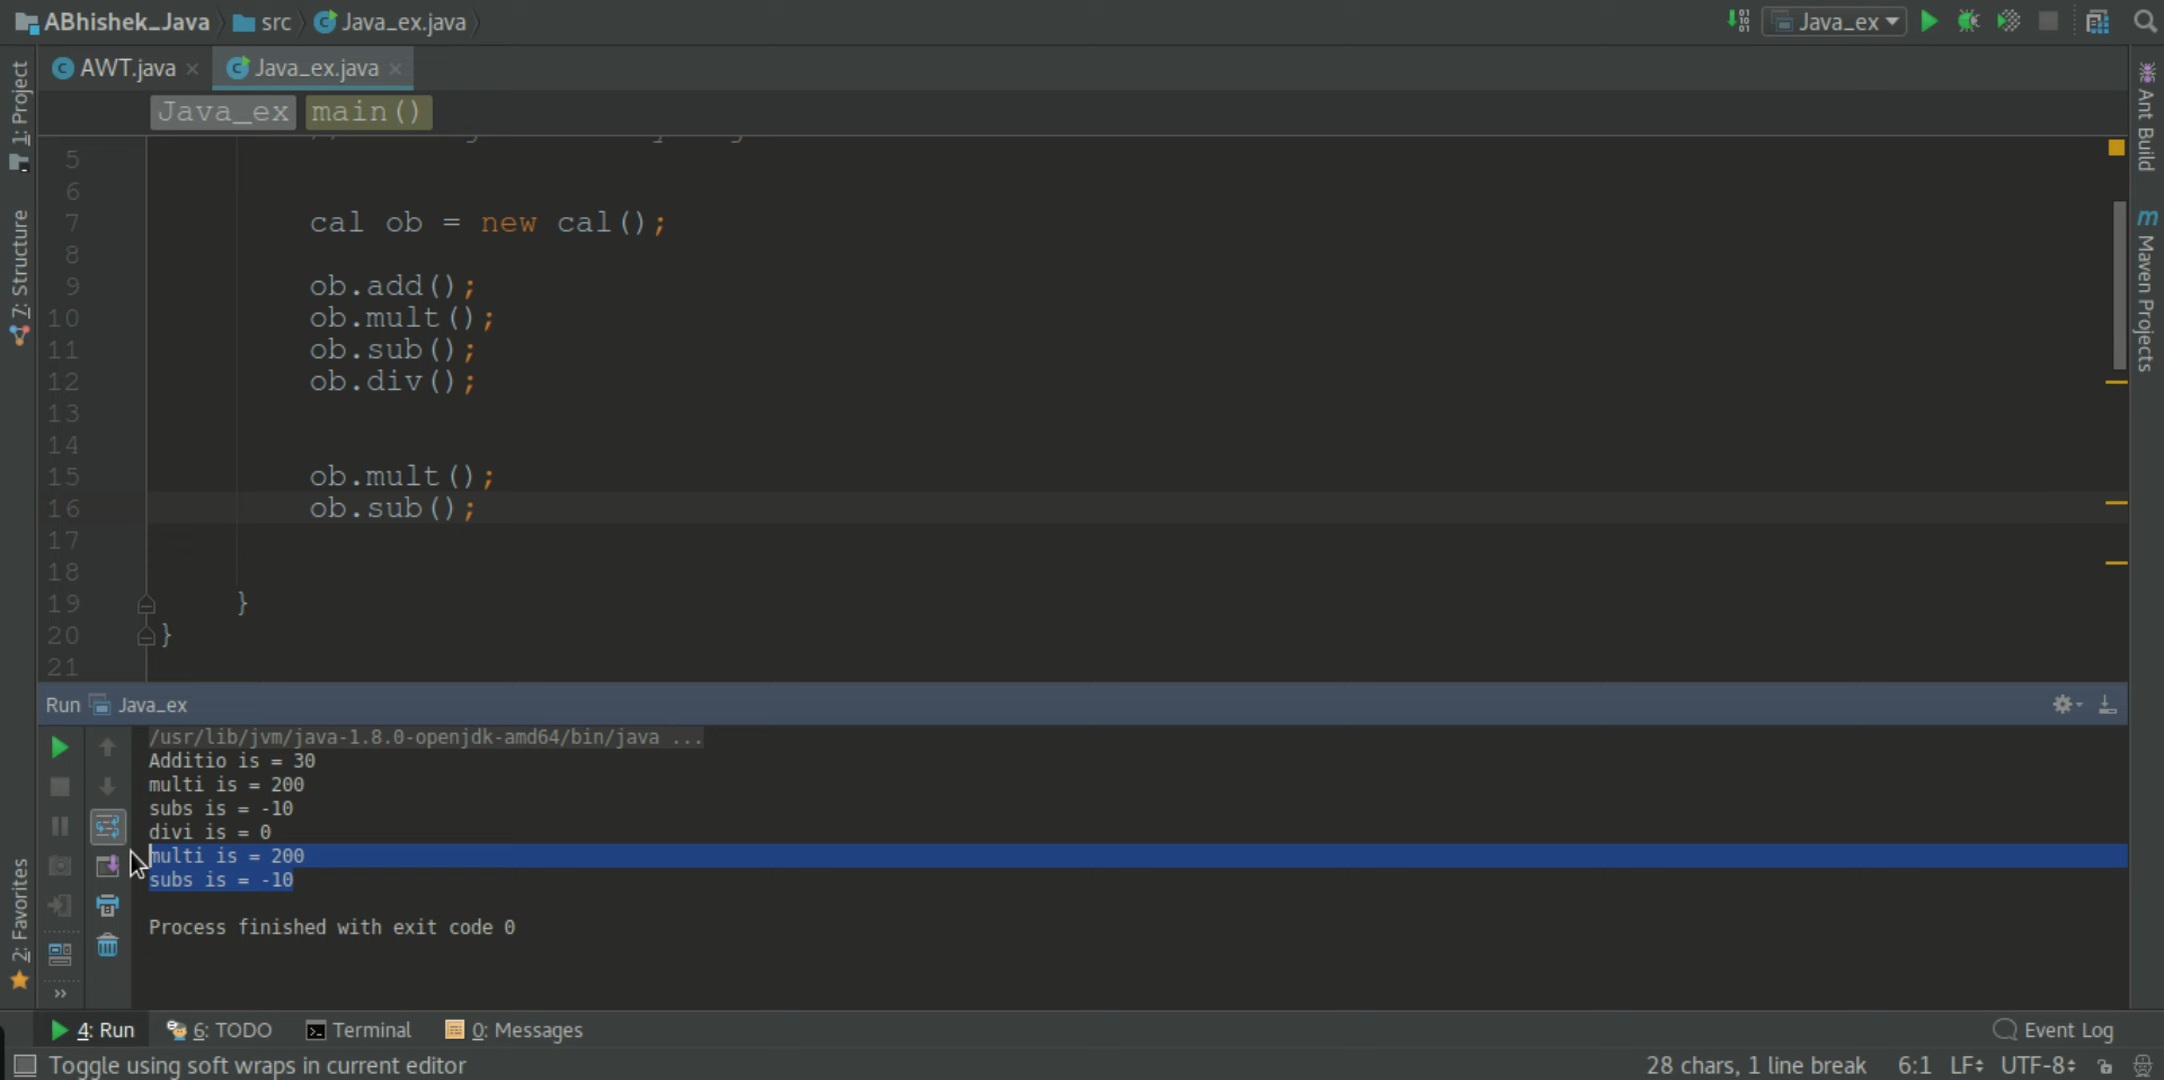 ABhishek_Java src Java_ex.java Java_ex
AWT.java Java_ex.java
Java_ex main()
1: Project
7: Structure
2: Favorites
Ant Build
Maven Projects
5
6
7 cal ob = new cal();
8
9 ob.add();
10 ob.mult();
11 ob.sub();
12 ob.div();
13
14
15 ob.mult();
16 ob.sub();
17
18
19 }
20 }
21
Run Java_ex
/usr/lib/jvm/java-1.8.0-openjdk-amd64/bin/java ...
Additio is = 30
multi is = 200
subs is = -10
divi is = 0
multi is = 200
subs is = -10
Process finished with exit code 0
4: Run 6: TODO Terminal 0: Messages Event Log
Toggle using soft wraps in current editor 28 chars, 1 line break 6:1 LF UTF-8